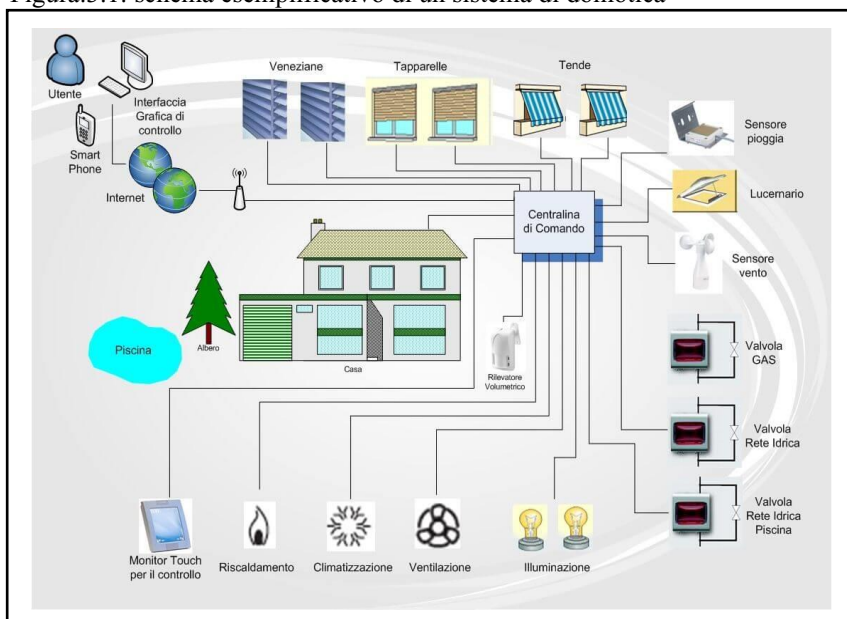 Figura.3.1: schema esemplificativo di un sistema di domotica
Utente
Interfaccia
Grafica di
controllo
Smart
Phone
Internet
Veneziane
Tapparelle
Tende
Sensore
pioggia
Lucernario
Centralina
di Comando
Sensore
vento
Piscina
Albero
Casa
Rilevatore
Volumetrico
Valvola
GAS
Valvola
Rete Idrica
Valvola
Rete Idrica
Piscina
Monitor Touch
per il controllo
Riscaldamento
Climatizzazione
Ventilazione
Illuminazione